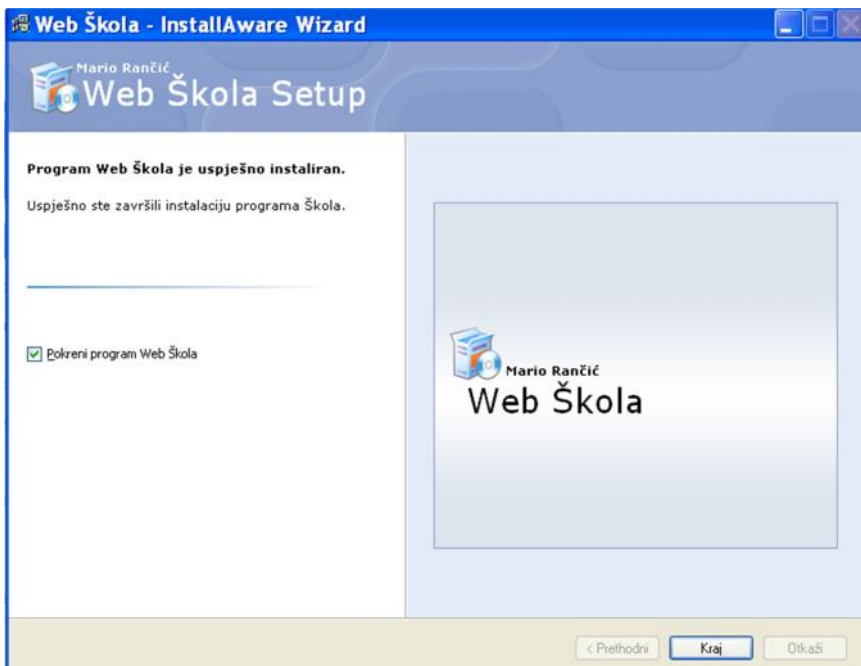 Web Škola - InstallAware Wizard
Mario Rančić
Web Škola Setup
Program Web Škola je uspješno instaliran.
Uspješno ste završili instalaciju programa Škola.
Pokreni program Web Škola
Mario Rančić
Web Škola
< Prethodni
Kraj
Otkaži